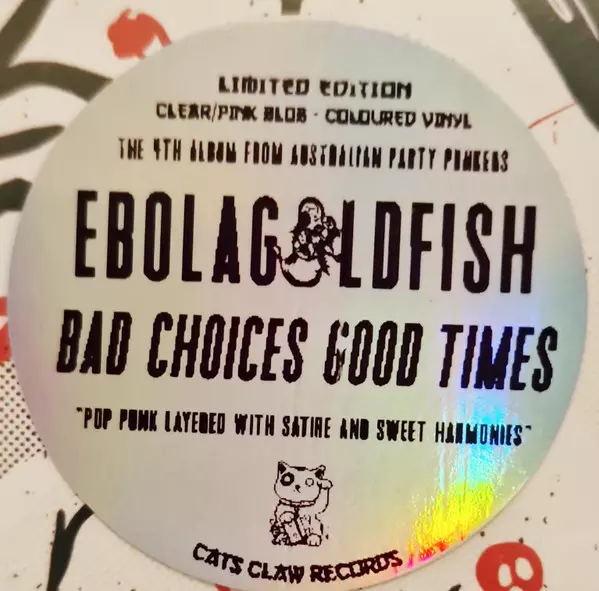 LIMITED EDITION
CLEAR/PINK BLOB - COLOURED VINYL
THE 4TH ALBUM FROM AUSTRALIAN PARTY PUNKERS
EBOLAGOLDFISH
BAD CHOICES GOOD TIMES
"POP PUNK LAYERED WITH SATIRE AND SWEET HARMONIES"
CATS CLAW RECORDS